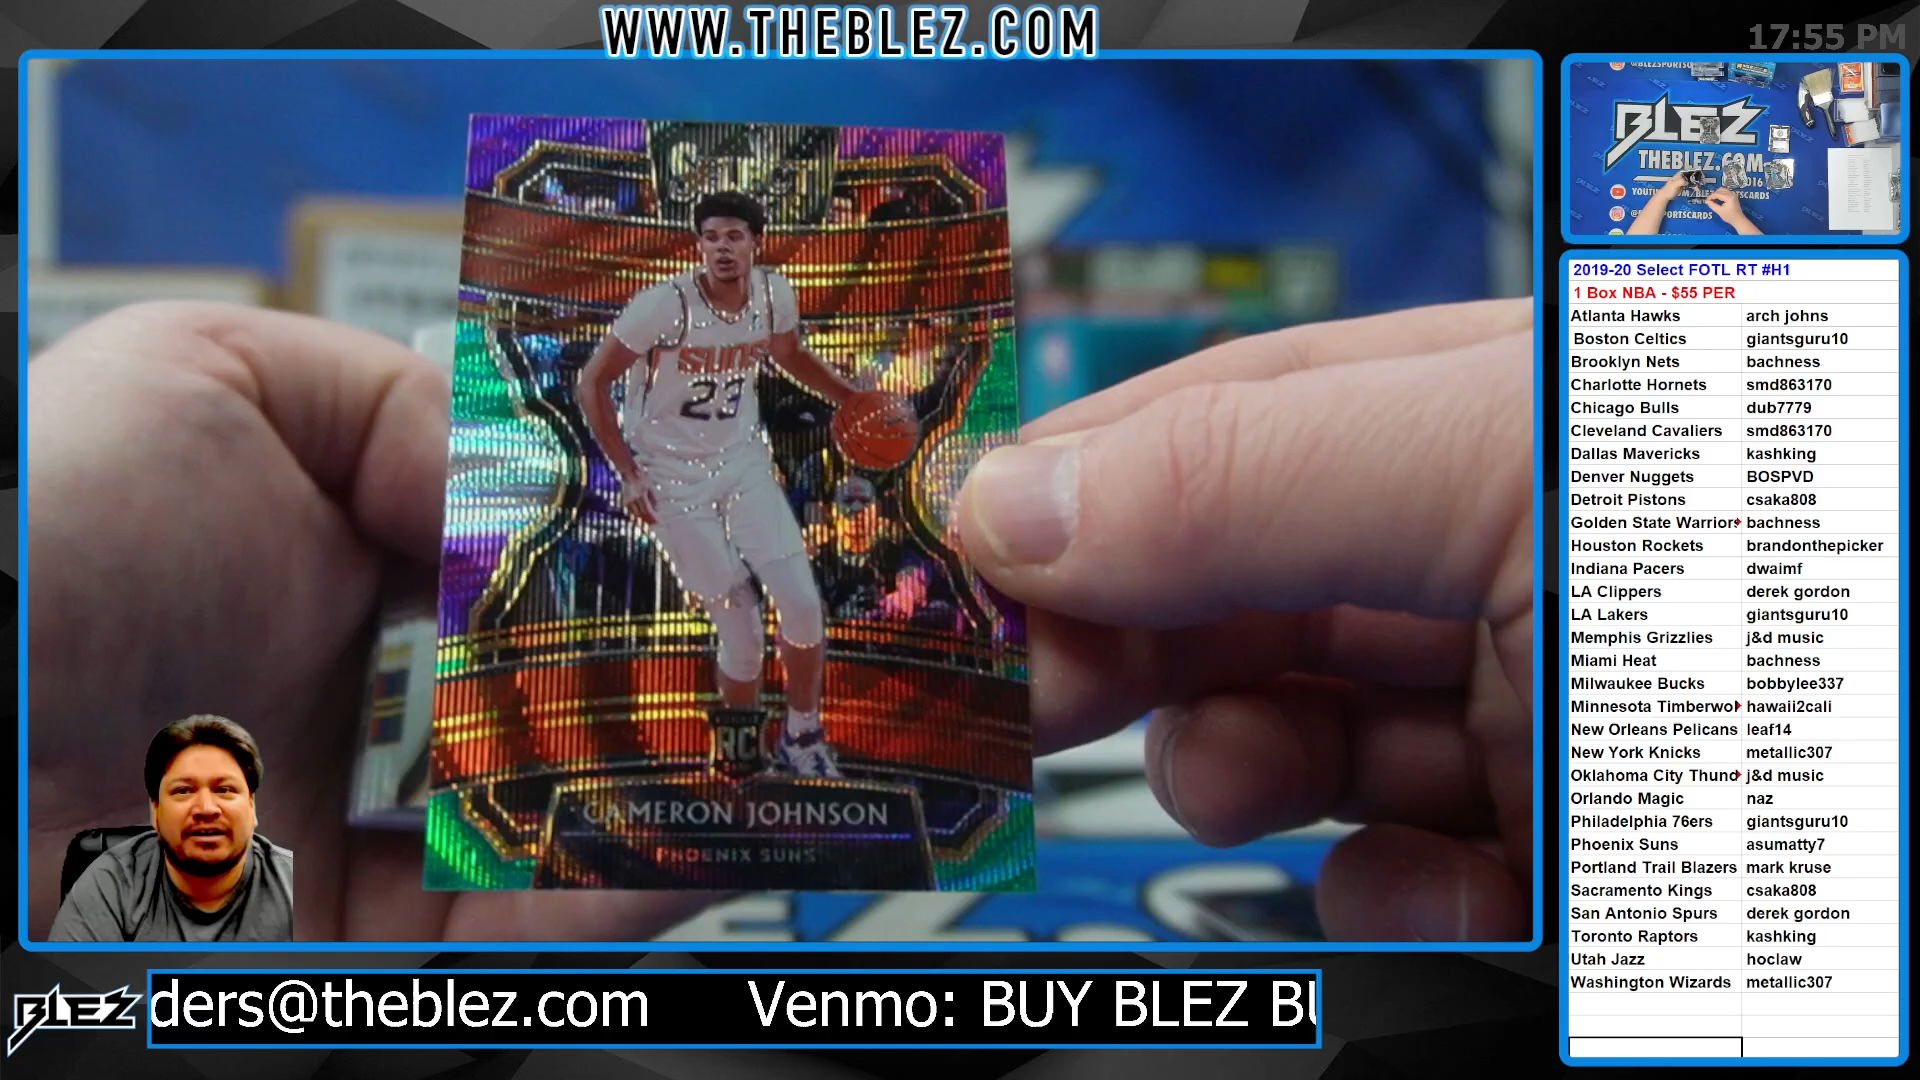 WWW.THEBLEZ.COM
17:55 PM
Select
SUNS
23
RC
CAMERON JOHNSON
PHOENIX SUNS
BLEZ
THEBLEZ.COM
2019-20 Select FOTL RT #H1
1 Box NBA - $55 PER
Atlanta Hawks arch johns
Boston Celtics giantsguru10
Brooklyn Nets bachness
Charlotte Hornets smd863170
Chicago Bulls dub7779
Cleveland Cavaliers smd863170
Dallas Mavericks kashking
Denver Nuggets BOSPVD
Detroit Pistons csaka808
Golden State Warriors bachness
Houston Rockets brandonthepicker
Indiana Pacers dwaimf
LA Clippers derek gordon
LA Lakers giantsguru10
Memphis Grizzlies j&d music
Miami Heat bachness
Milwaukee Bucks bobbylee337
Minnesota Timberwol hawaii2cali
New Orleans Pelicans leaf14
New York Knicks metallic307
Oklahoma City Thund j&d music
Orlando Magic naz
Philadelphia 76ers giantsguru10
Phoenix Suns asumatty7
Portland Trail Blazers mark kruse
Sacramento Kings csaka808
San Antonio Spurs derek gordon
Toronto Raptors kashking
Utah Jazz hoclaw
Washington Wizards metallic307
BLEZ
ders@theblez.com Venmo: BUY BLEZ BU